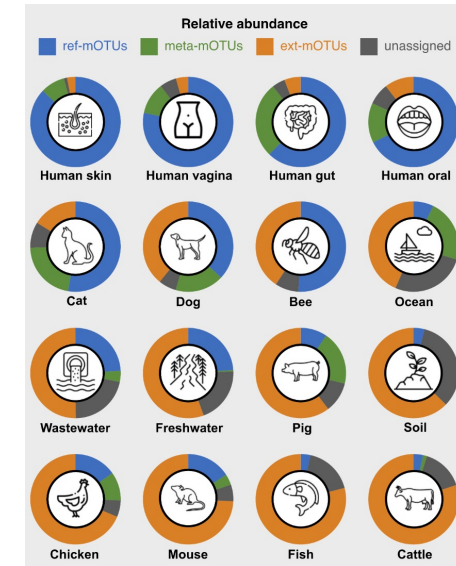 Relative abundance
ref-mOTUs meta-mOTUs ext-mOTUs unassigned
Human skin Human vagina Human gut Human oral
Cat Dog Bee Ocean
Wastewater Freshwater Pig Soil
Chicken Mouse Fish Cattle